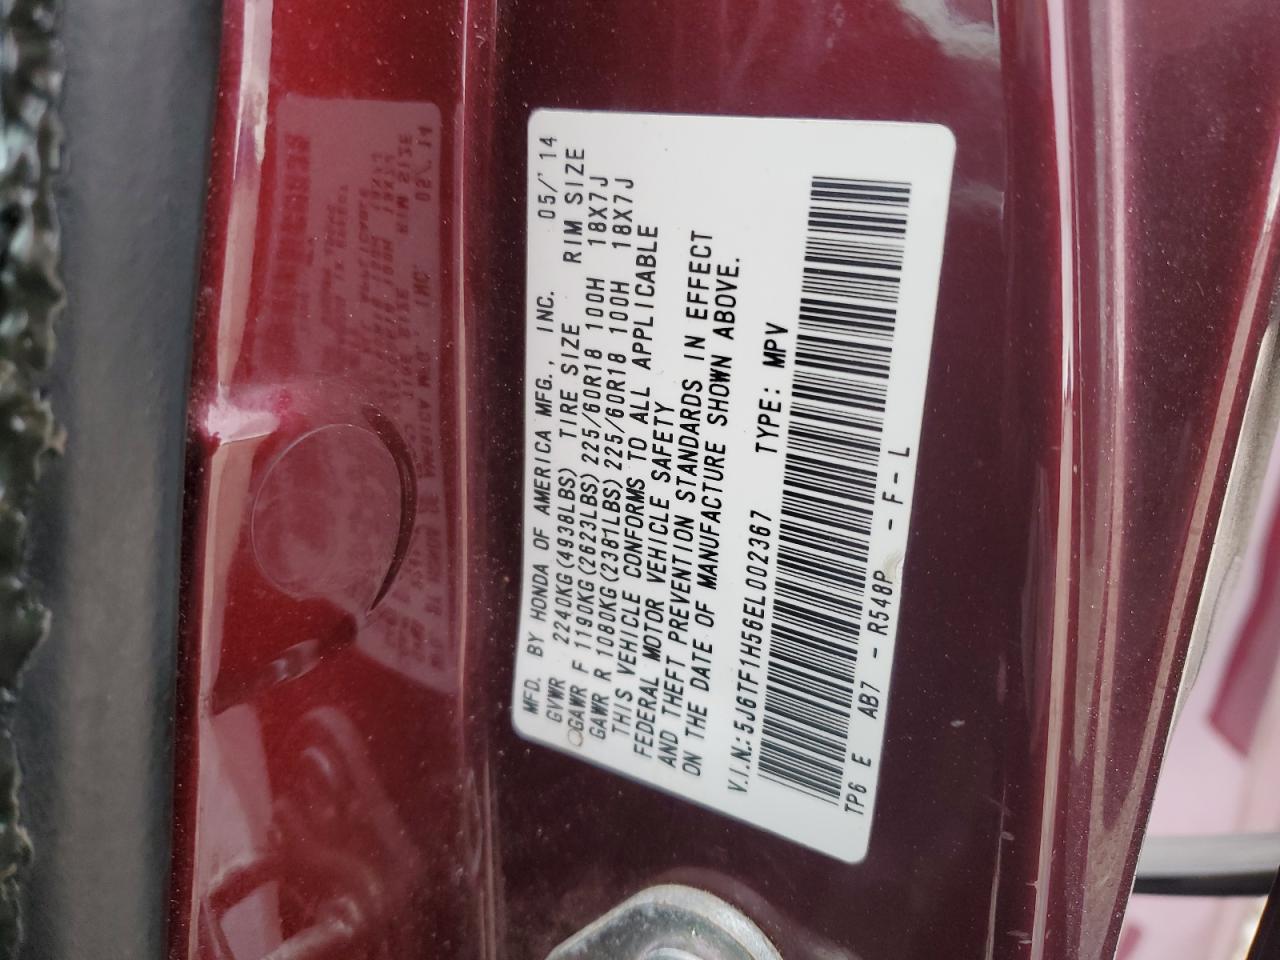 MFD. BY HONDA OF AMERICA MFG., INC. 05/'14
GVWR 2240KG(4938LBS) TIRE SIZE RIM SIZE
GAWR F 1190KG(2623LBS) 225/60R18 100H 18X7J
GAWR R 1080KG(2381LBS) 225/60R18 100H 18X7J
THIS VEHICLE CONFORMS TO ALL APPLICABLE
FEDERAL MOTOR VEHICLE SAFETY
AND THEFT PREVENTION STANDARDS IN EFFECT
ON THE DATE OF MANUFACTURE SHOWN ABOVE.
V.I.N.: 5J6TF1H56EL002367 TYPE: MPV
TP6 E AB7 - R548P - F - L